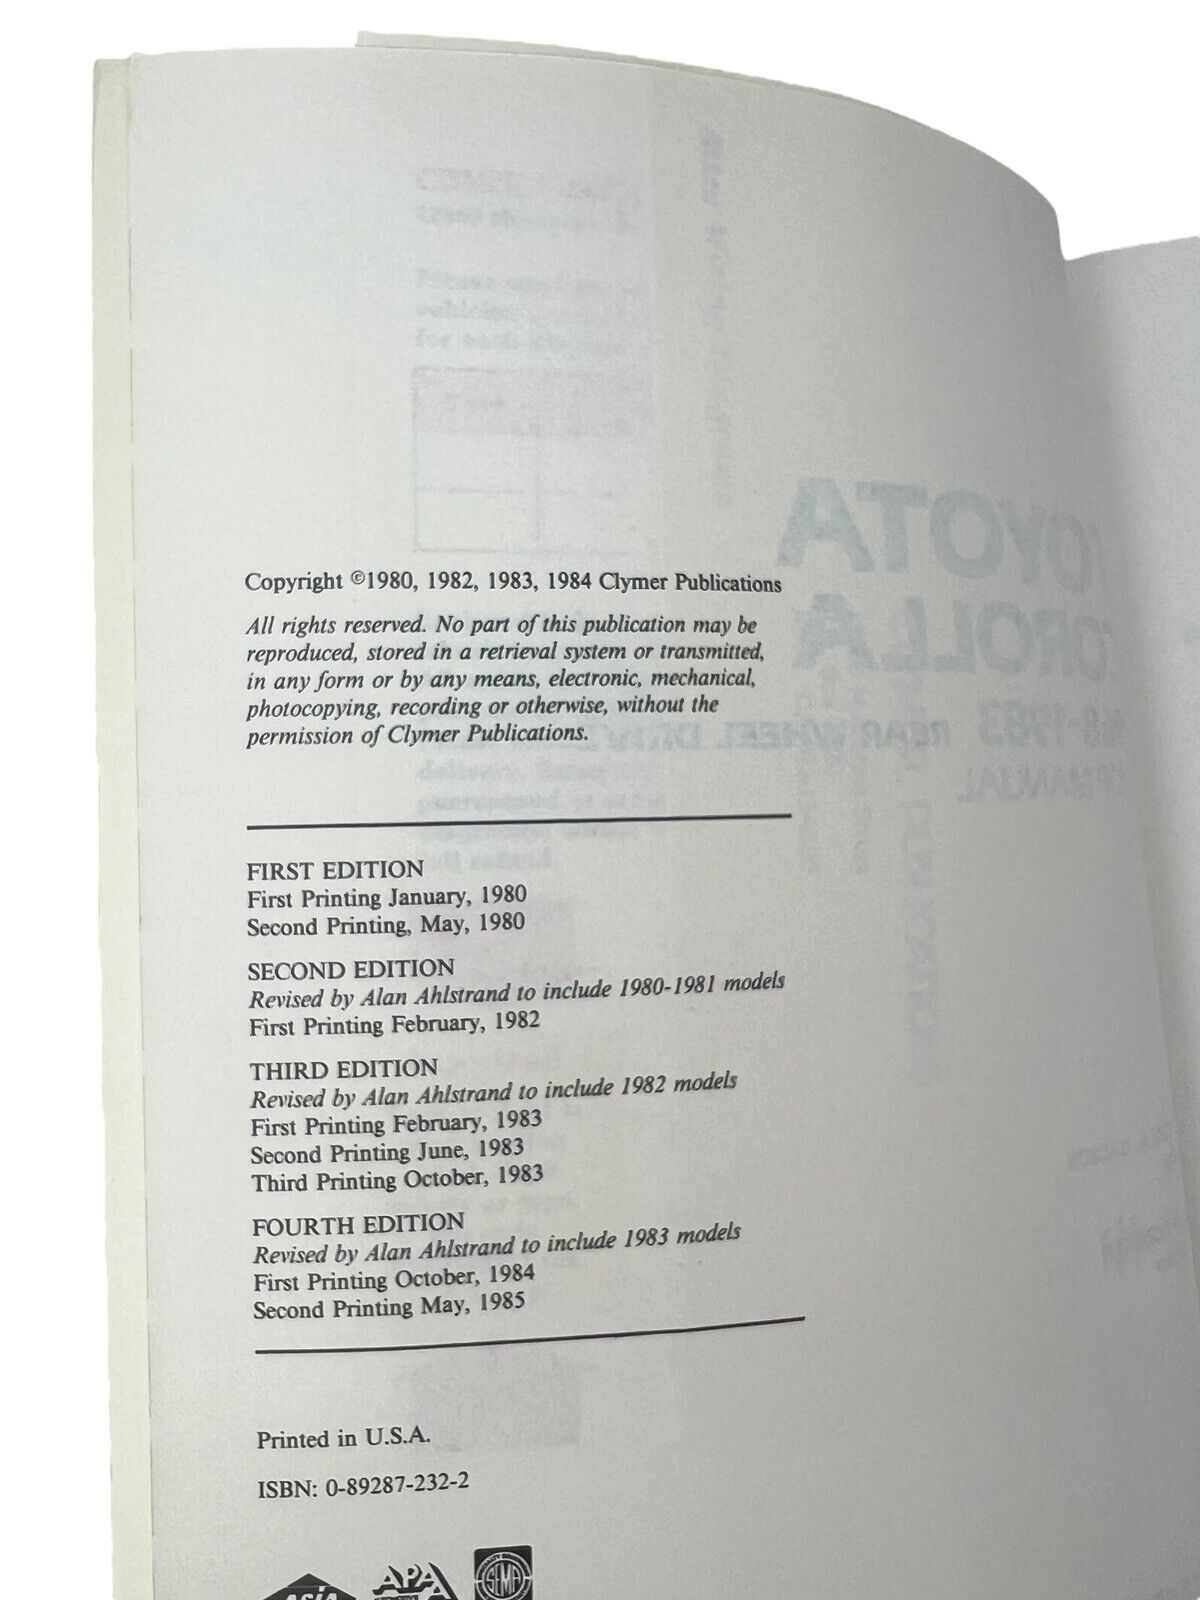 Copyright ©1980, 1982, 1983, 1984 Clymer Publications
All rights reserved. No part of this publication may be
reproduced, stored in a retrieval system or transmitted,
in any form or by any means, electronic, mechanical,
photocopying, recording or otherwise, without the
permission of Clymer Publications.
FIRST EDITION
First Printing January, 1980
Second Printing, May, 1980
SECOND EDITION
Revised by Alan Ahlstrand to include 1980-1981 models
First Printing February, 1982
THIRD EDITION
Revised by Alan Ahlstrand to include 1982 models
First Printing February, 1983
Second Printing June, 1983
Third Printing October, 1983
FOURTH EDITION
Revised by Alan Ahlstrand to include 1983 models
First Printing October, 1984
Second Printing May, 1985
Printed in U.S.A.
ISBN: 0-89287-232-2
ASIA
APAA
SEMA